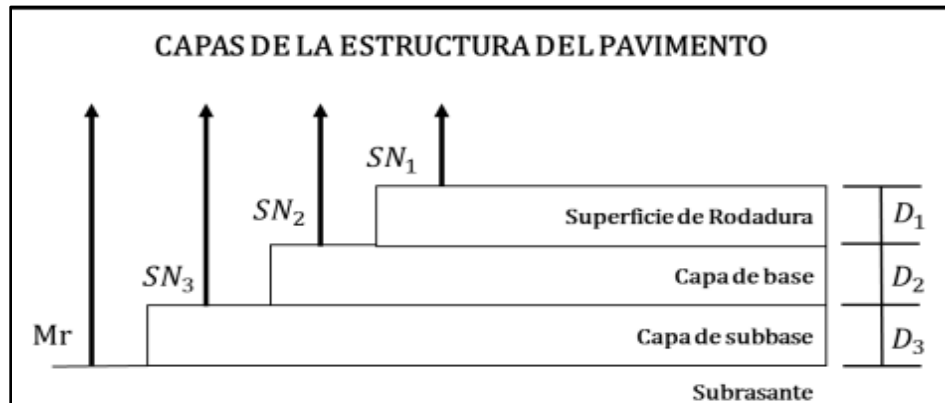 CAPAS DE LA ESTRUCTURA DEL PAVIMENTO
SN₁
Superficie de Rodadura
D₁
SN₂
Capa de base
D₂
SN₃
Mr
Capa de subbase
D₃
Subrasante